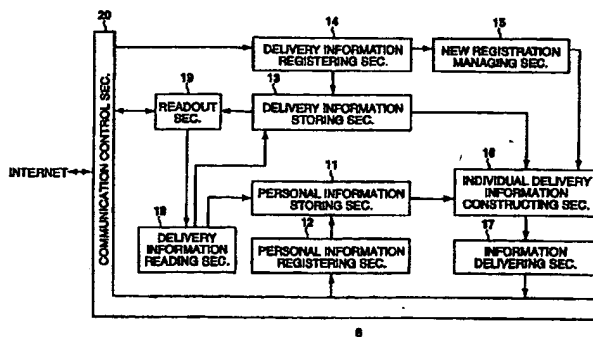 20
14
15
DELIVERY INFORMATION
REGISTERING SEC.
NEW REGISTRATION
MANAGING SEC.
19
13
READOUT
SEC.
DELIVERY INFORMATION
STORING SEC.
COMMUNICATION CONTROL SEC.
INTERNET
11
16
PERSONAL INFORMATION
STORING SEC.
INDIVIDUAL DELIVERY
INFORMATION
CONSTRUCTING SEC.
18
DELIVERY
INFORMATION
READING SEC.
12
PERSONAL INFORMATION
REGISTERING SEC.
17
INFORMATION
DELIVERING SEC.
6